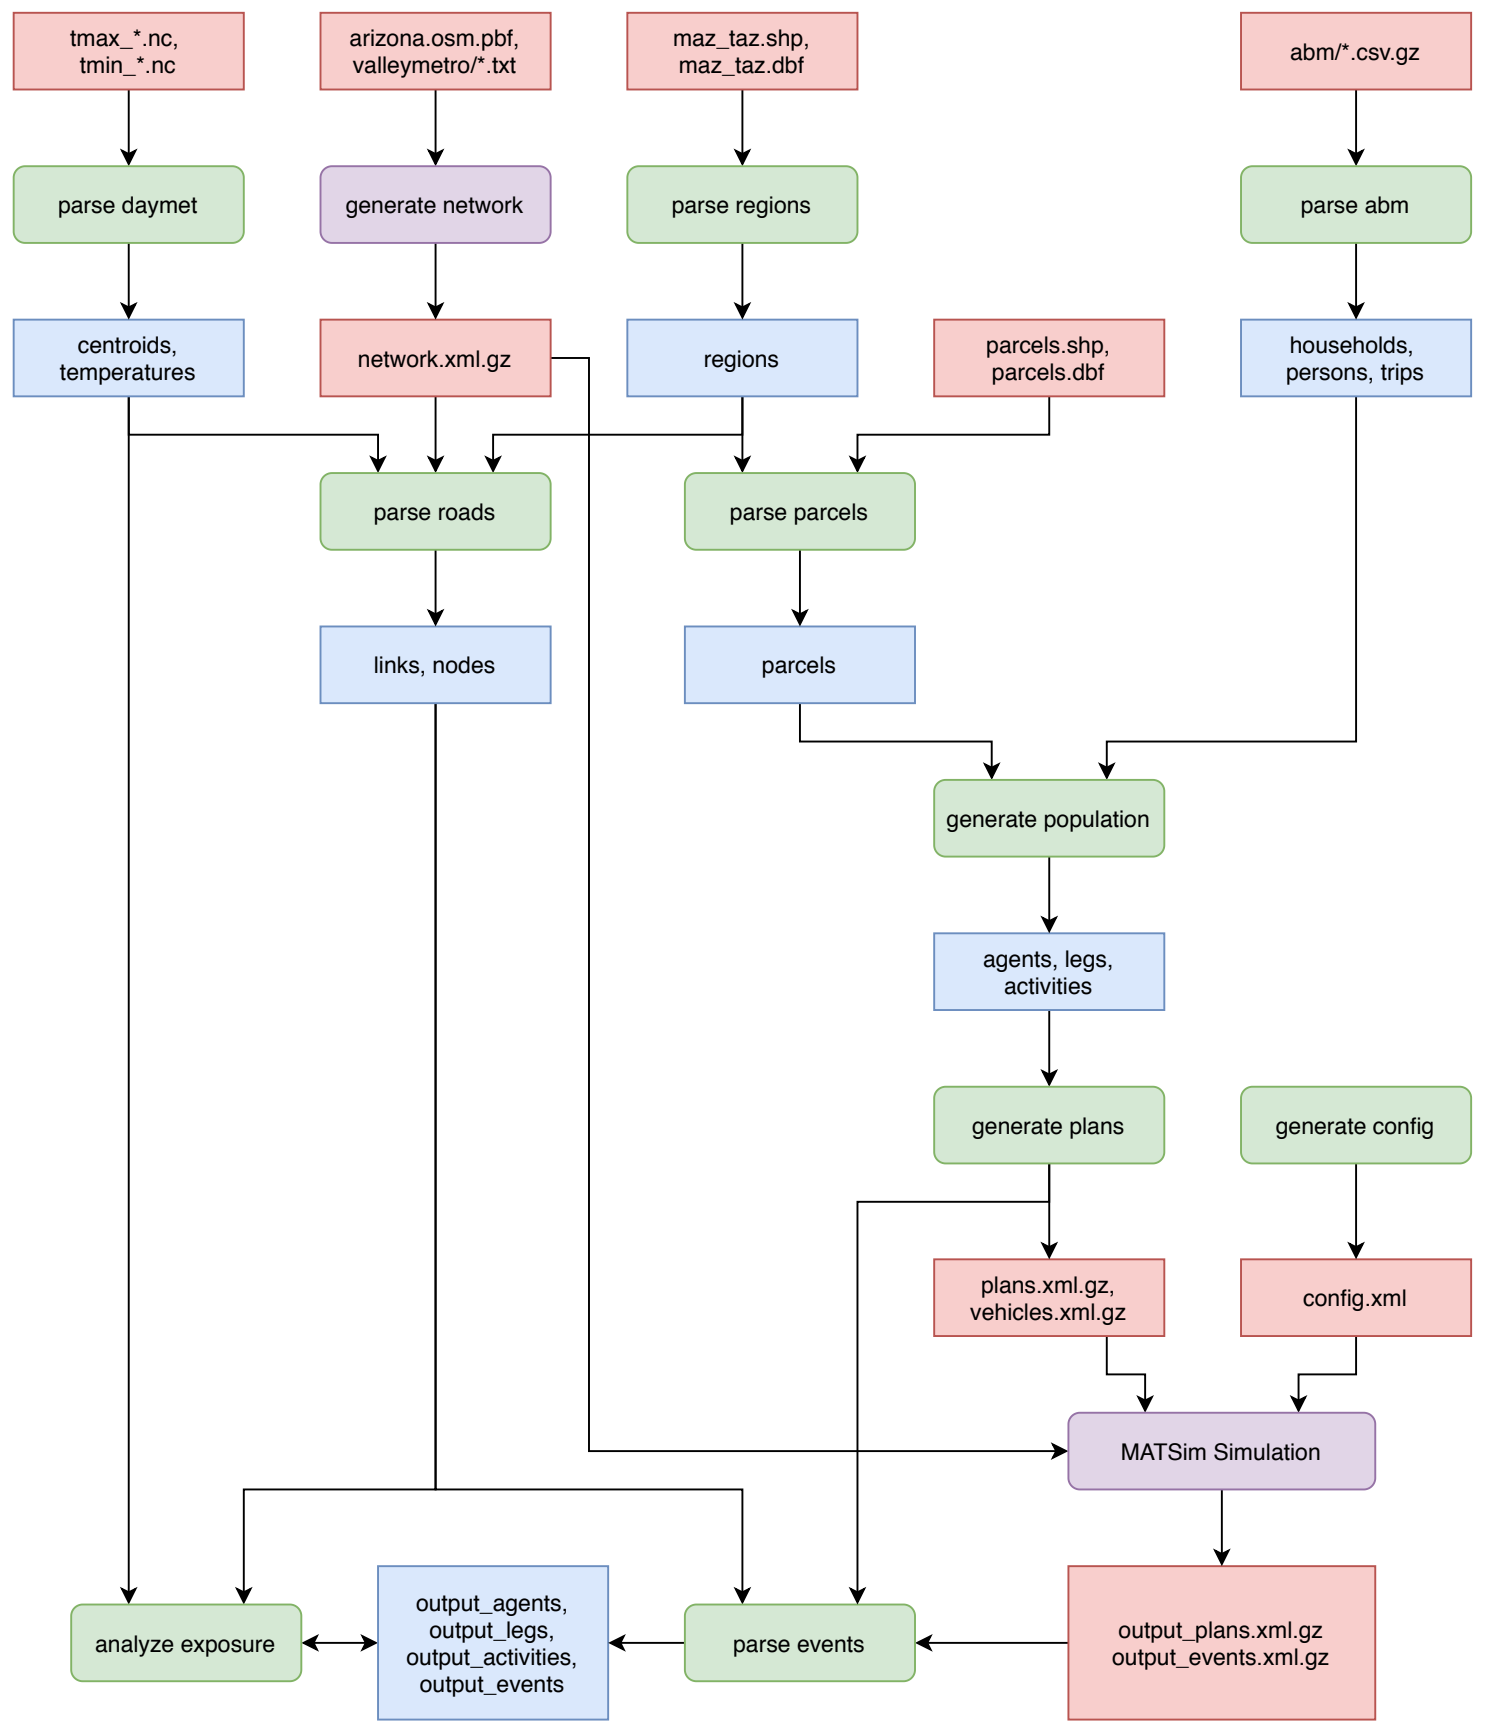 tmax_*.nc,
tmin_*.nc
arizona.osm.pbf,
valleymetro/*.txt
maz_taz.shp,
maz_taz.dbf
abm/*.csv.gz
parse daymet
generate network
parse regions
parse abm
centroids,
temperatures
network.xml.gz
regions
parcels.shp,
parcels.dbf
households,
persons, trips
parse roads
parse parcels
links, nodes
parcels
generate population
agents, legs,
activities
generate plans
generate config
plans.xml.gz,
vehicles.xml.gz
config.xml
MATSim Simulation
analyze exposure
output_agents,
output_legs,
output_activities,
output_events
parse events
output_plans.xml.gz
output_events.xml.gz